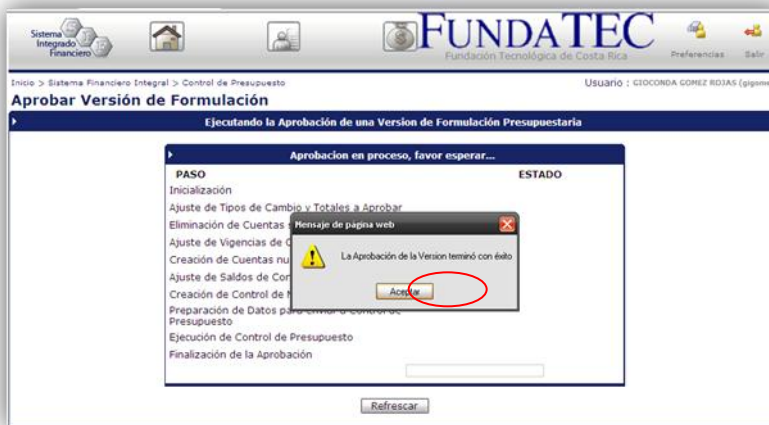 Sistema
Integrado
Financiero
FUNDATEC
Fundación Tecnológica de Costa Rica
Preferencias
Salir
Inicio > Sistema Financiero Integral > Control de Presupuesto
Usuario : GIOCONDA GOMEZ ROJAS (gigome
Aprobar Versión de Formulación
Ejecutando la Aprobación de una Version de Formulación Presupuestaria
Aprobacion en proceso, favor esperar...
PASO
ESTADO
Inicialización
Ajuste de Tipos de Cambio y Totales a Aprobar
Eliminación de Cuentas
Ajuste de Vigencias de
Creación de Cuentas nu
Ajuste de Saldos de Con
Creación de Control de
Preparación de Datos para Enviar a Control de
Presupuesto
Ejecución de Control de Presupuesto
Finalización de la Aprobación
Mensaje de página web
La Aprobación de la Version terminó con éxito
Aceptar
Refrescar